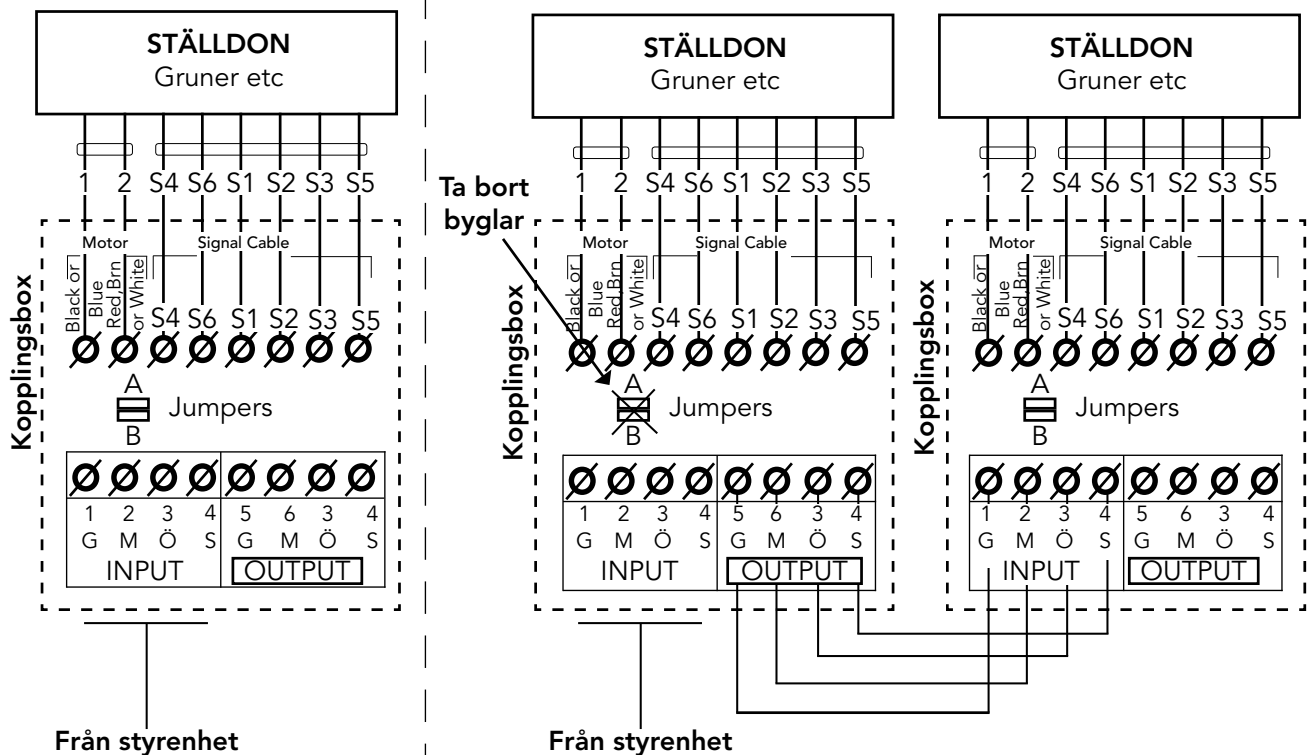 STÄLLDON
Gruner etc
1 2 S4 S6 S1 S2 S3 S5
Motor Signal Cable
Black or
Blue
Red,Brn
or White
S4 S6 S1 S2 S3 S5
Kopplingsbox
A
Jumpers
B
1 2 3 4 5 6 3 4
G M Ö S G M Ö S
INPUT OUTPUT
Från styrenhet
Ta bort
byglar
STÄLLDON
Gruner etc
1 2 S4 S6 S1 S2 S3 S5
Motor Signal Cable
Black or
Blue
Red,Brn
or White
S4 S6 S1 S2 S3 S5
Kopplingsbox
A
Jumpers
B
1 2 3 4 5 6 3 4
G M Ö S G M Ö S
INPUT OUTPUT
Från styrenhet
STÄLLDON
Gruner etc
1 2 S4 S6 S1 S2 S3 S5
Motor Signal Cable
Black or
Blue
Red,Brn
or White
S4 S6 S1 S2 S3 S5
Kopplingsbox
A
Jumpers
B
1 2 3 4 5 6 3 4
G M Ö S G M Ö S
INPUT OUTPUT